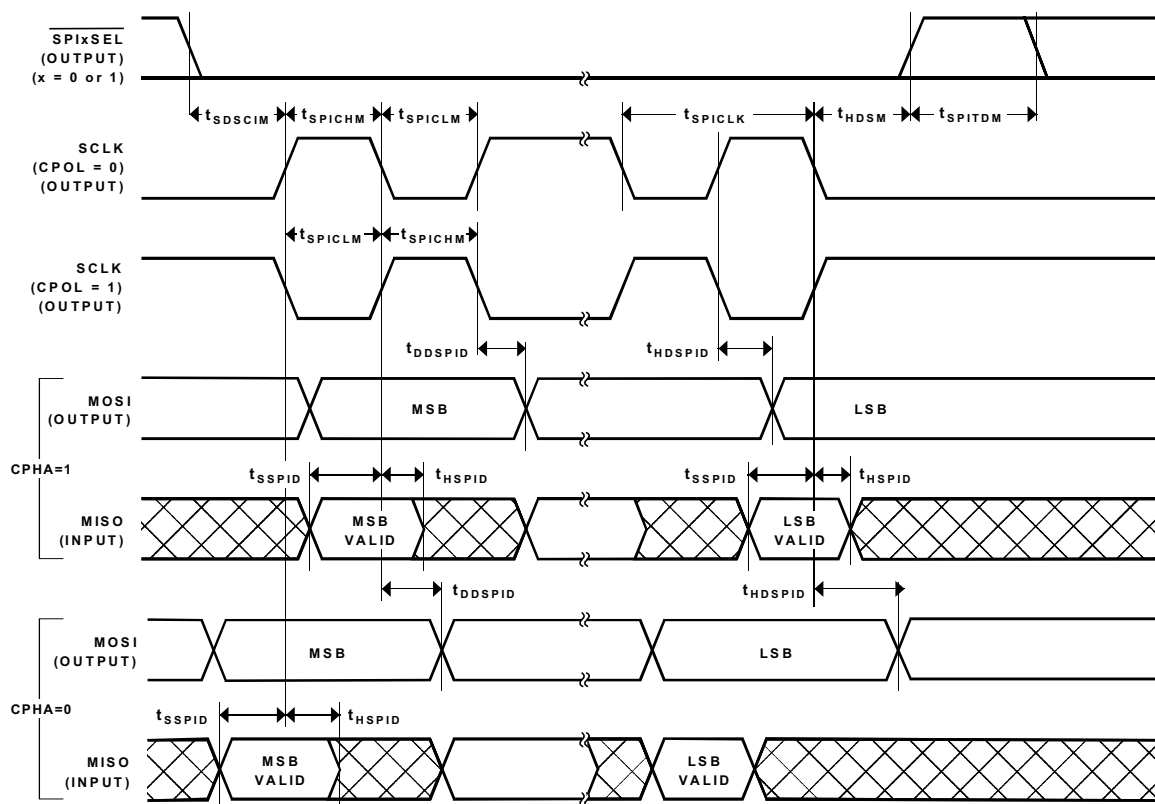 SPIxSEL
(OUTPUT)
(x = 0 or 1)
tSDSCIM
tSPICHM
tSPICLM
tSPICLK
tHDSM
tSPITDM
SCLK
(CPOL = 0)
(OUTPUT)
tSPICLM
tSPICHM
SCLK
(CPOL = 1)
(OUTPUT)
tDDSPID
tHDSPID
CPHA=1
MOSI
(OUTPUT)
MSB
LSB
tSSPID
tHSPID
tSSPID
tHSPID
MISO
(INPUT)
MSB
VALID
LSB
VALID
tDDSPID
tHDSPID
CPHA=0
MOSI
(OUTPUT)
MSB
LSB
tSSPID
tHSPID
MISO
(INPUT)
MSB
VALID
LSB
VALID